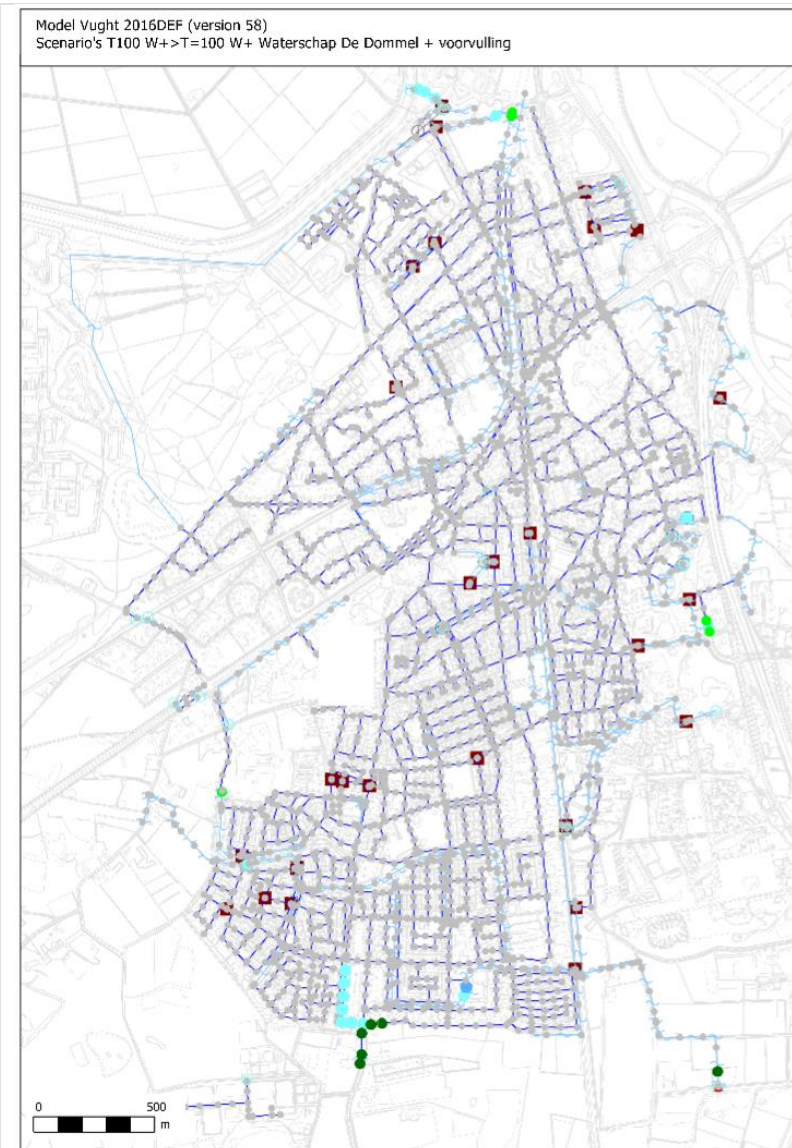 Model Vught 2016DEF (version 58)
Scenario's T100 W+>T=100 W+ Waterschap De Dommel + voorvulling
0 500
m